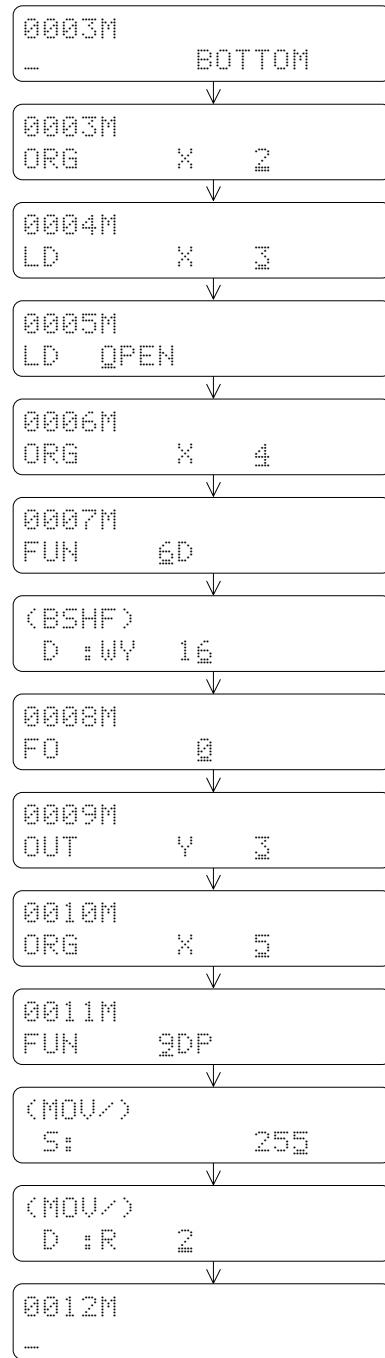 0003M
_ BOTTOM
0003M
ORG X 2
0004M
LD X 3
0005M
LD OPEN
0006M
ORG X 4
0007M
FUN 6D
(BSHF)
D :WY 16
0008M
FO 0
0009M
OUT Y 3
0010M
ORG X 5
0011M
FUN 9DP
(MOV/)
S: 255
(MOV/)
D :R 2
0012M
_